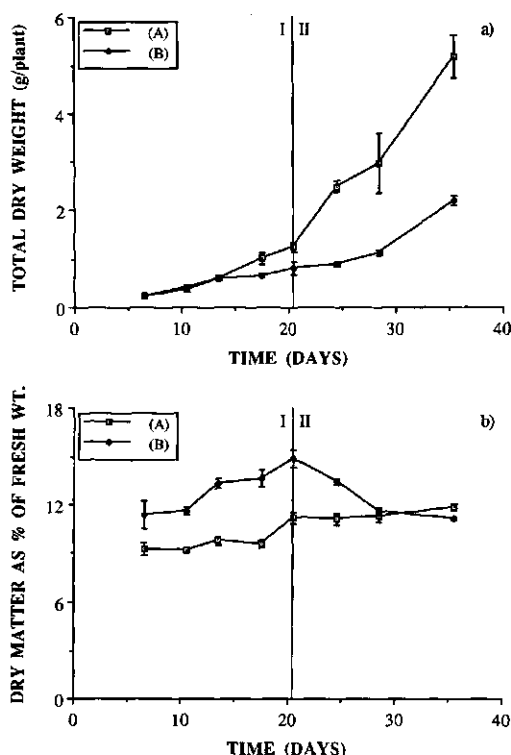 (A)
(B)
I II
a)
TOTAL DRY WEIGHT (g/plant)
6
4
2
0
0 10 20 30 40
TIME (DAYS)
(A)
(B)
I II
b)
DRY MATTER AS % OF FRESH WT.
18
12
6
0
0 10 20 30 40
TIME (DAYS)